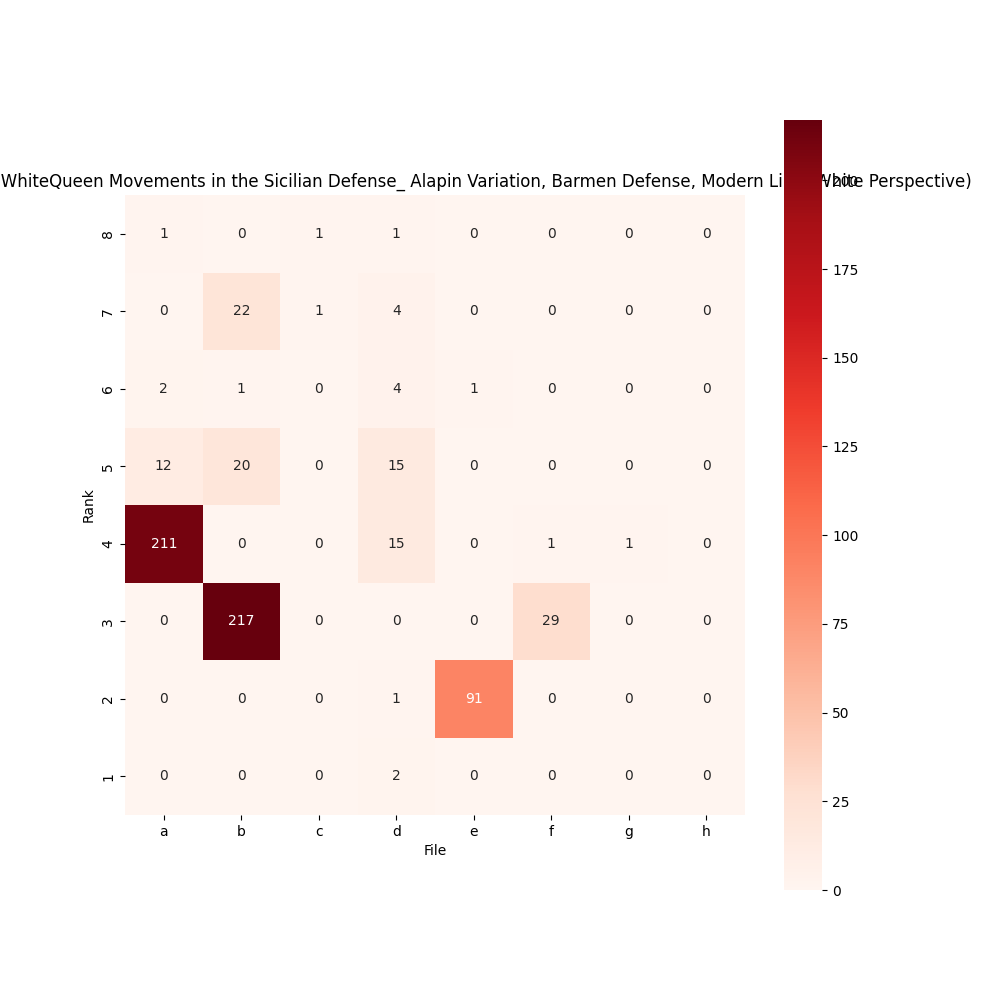 WhiteQueen Movements in the Sicilian Defense_ Alapin Variation, Barmen Defense, Modern Line (White Perspective)
200
8 1 0 1 1 0 0 0 0
175
7 0 22 1 4 0 0 0 0
150
6 2 1 0 4 1 0 0 0
125
5 12 20 0 15 0 0 0 0
Rank
100
4 211 0 0 15 0 1 1 0
75
3 0 217 0 0 0 29 0 0
50
2 0 0 0 1 91 0 0 0
25
1 0 0 0 2 0 0 0 0
a b c d e f g h
File
0